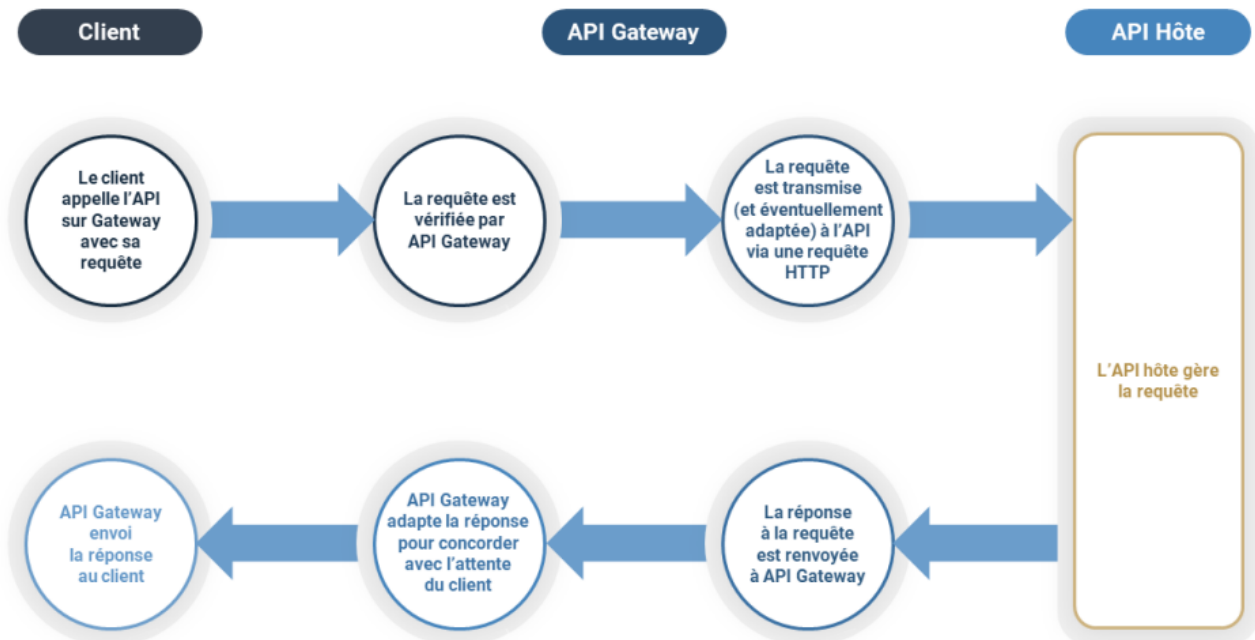 Client
API Gateway
API Hôte
Le client
appelle l'API
sur Gateway
avec sa
requête
La requête est
vérifiée par
API Gateway
La requête
est transmise
(et éventuellement
adaptée) à l'API
via une requête
HTTP
L'API hôte gère
la requête
La réponse
à la requête
est renvoyée
à API Gateway
API Gateway
adapte la réponse
pour concorder
avec l'attente
du client
API Gateway
envoi
la réponse
au client